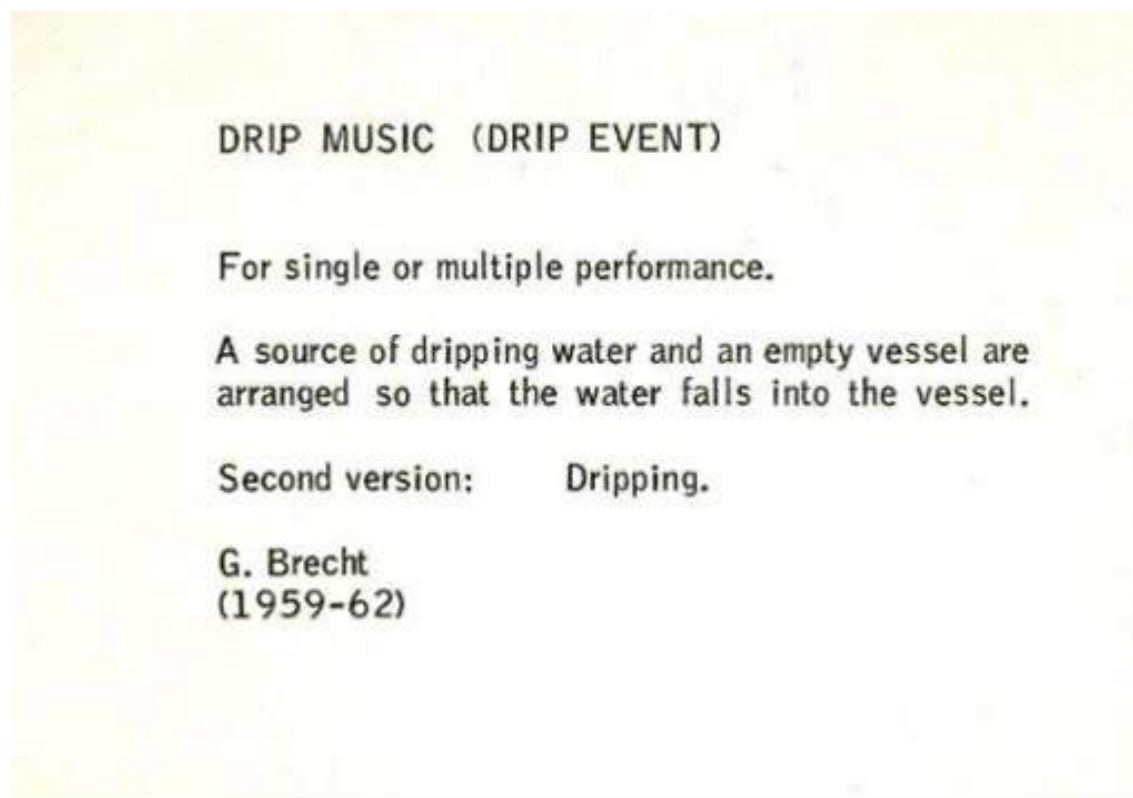 DRIP MUSIC (DRIP EVENT)
For single or multiple performance.
A source of dripping water and an empty vessel are
arranged so that the water falls into the vessel.
Second version: Dripping.
G. Brecht
(1959-62)